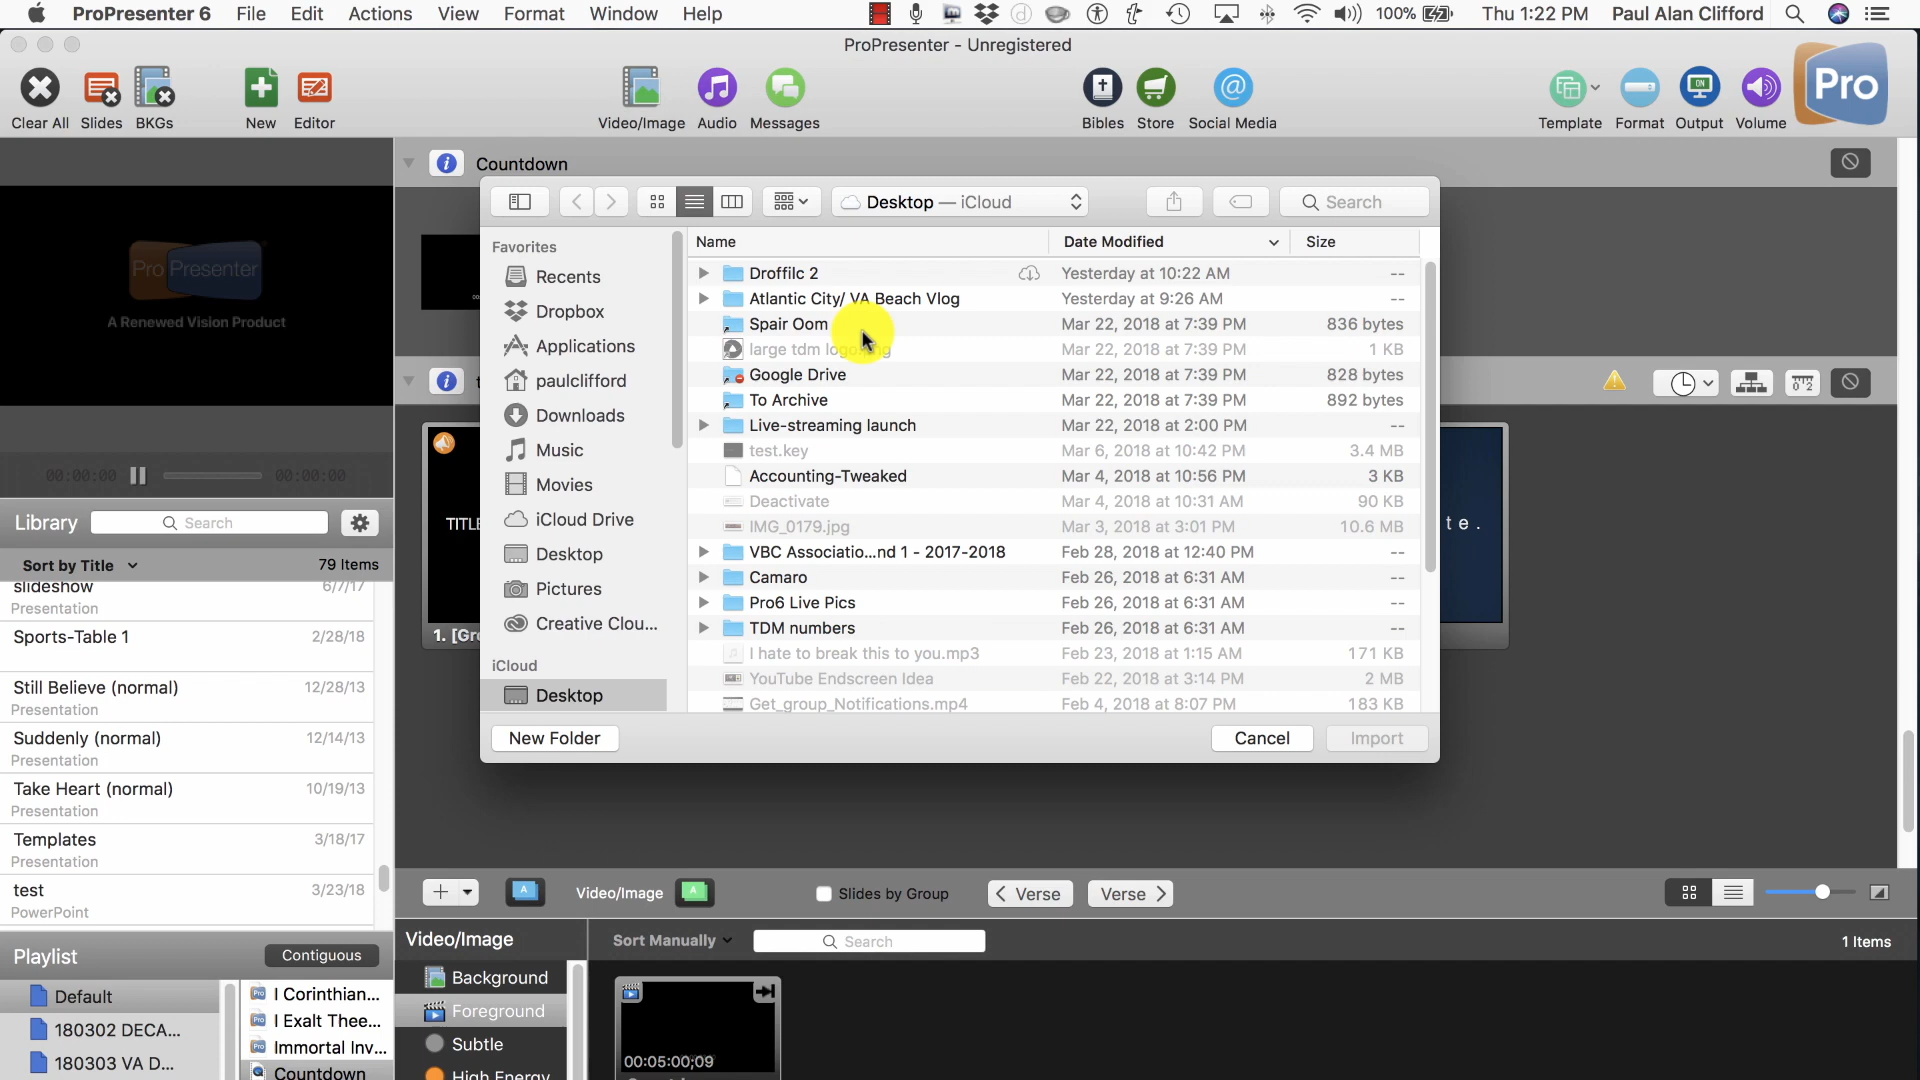 ProPresenter 6 File Edit Actions View Format Window Help 100% Thu 1:22 PM Paul Alan Clifford
ProPresenter - Unregistered
Clear All Slides BKGs New Editor Video/Image Audio Messages Bibles Store Social Media Template Format Output Volume Pro
Countdown
Desktop — iCloud Search
Favorites
Recents
Dropbox
Applications
paulclifford
Downloads
Music
Movies
iCloud Drive
Desktop
Pictures
Creative Clou...
iCloud
Desktop
Name Date Modified Size
Droffilc 2 Yesterday at 10:22 AM --
Atlantic City/ VA Beach Vlog Yesterday at 9:26 AM --
Spair Oom Mar 22, 2018 at 7:39 PM 836 bytes
large tdm logo.png Mar 22, 2018 at 7:39 PM 1 KB
Google Drive Mar 22, 2018 at 7:39 PM 828 bytes
To Archive Mar 22, 2018 at 7:39 PM 892 bytes
Live-streaming launch Mar 22, 2018 at 2:00 PM --
test.key Mar 6, 2018 at 10:42 PM 3.4 MB
Accounting-Tweaked Mar 4, 2018 at 10:56 PM 3 KB
Deactivate Mar 4, 2018 at 10:31 AM 90 KB
IMG_0179.jpg Mar 3, 2018 at 3:01 PM 10.6 MB
VBC Associatio...nd 1 - 2017-2018 Feb 28, 2018 at 12:40 PM --
Camaro Feb 26, 2018 at 6:31 AM --
Pro6 Live Pics Feb 26, 2018 at 6:31 AM --
TDM numbers Feb 26, 2018 at 6:31 AM --
I hate to break this to you.mp3 Feb 23, 2018 at 1:15 AM 171 KB
YouTube Endscreen Idea Feb 22, 2018 at 3:14 PM 2 MB
Get_group_Notifications.mp4 Feb 4, 2018 at 8:07 PM 183 KB
New Folder Cancel Import
ProPresenter
A Renewed Vision Product
00:00:00 00:00:00
TITLE
te.
1. [Gr
Library Search
Sort by Title 79 Items
slideshow 6/7/17
Presentation
Sports-Table 1 2/28/18
Still Believe (normal) 12/28/13
Presentation
Suddenly (normal) 12/14/13
Presentation
Take Heart (normal) 10/19/13
Presentation
Templates 3/18/17
Presentation
test 3/23/18
PowerPoint
Video/Image Slides by Group Verse Verse
Playlist Contiguous
Default
180302 DECA...
180303 VA D...
I Corinthian...
I Exalt Thee...
Immortal Inv...
Countdown
Video/Image Sort Manually Search 1 Items
Background
Foreground
Subtle
High Energy
00:05:00;09